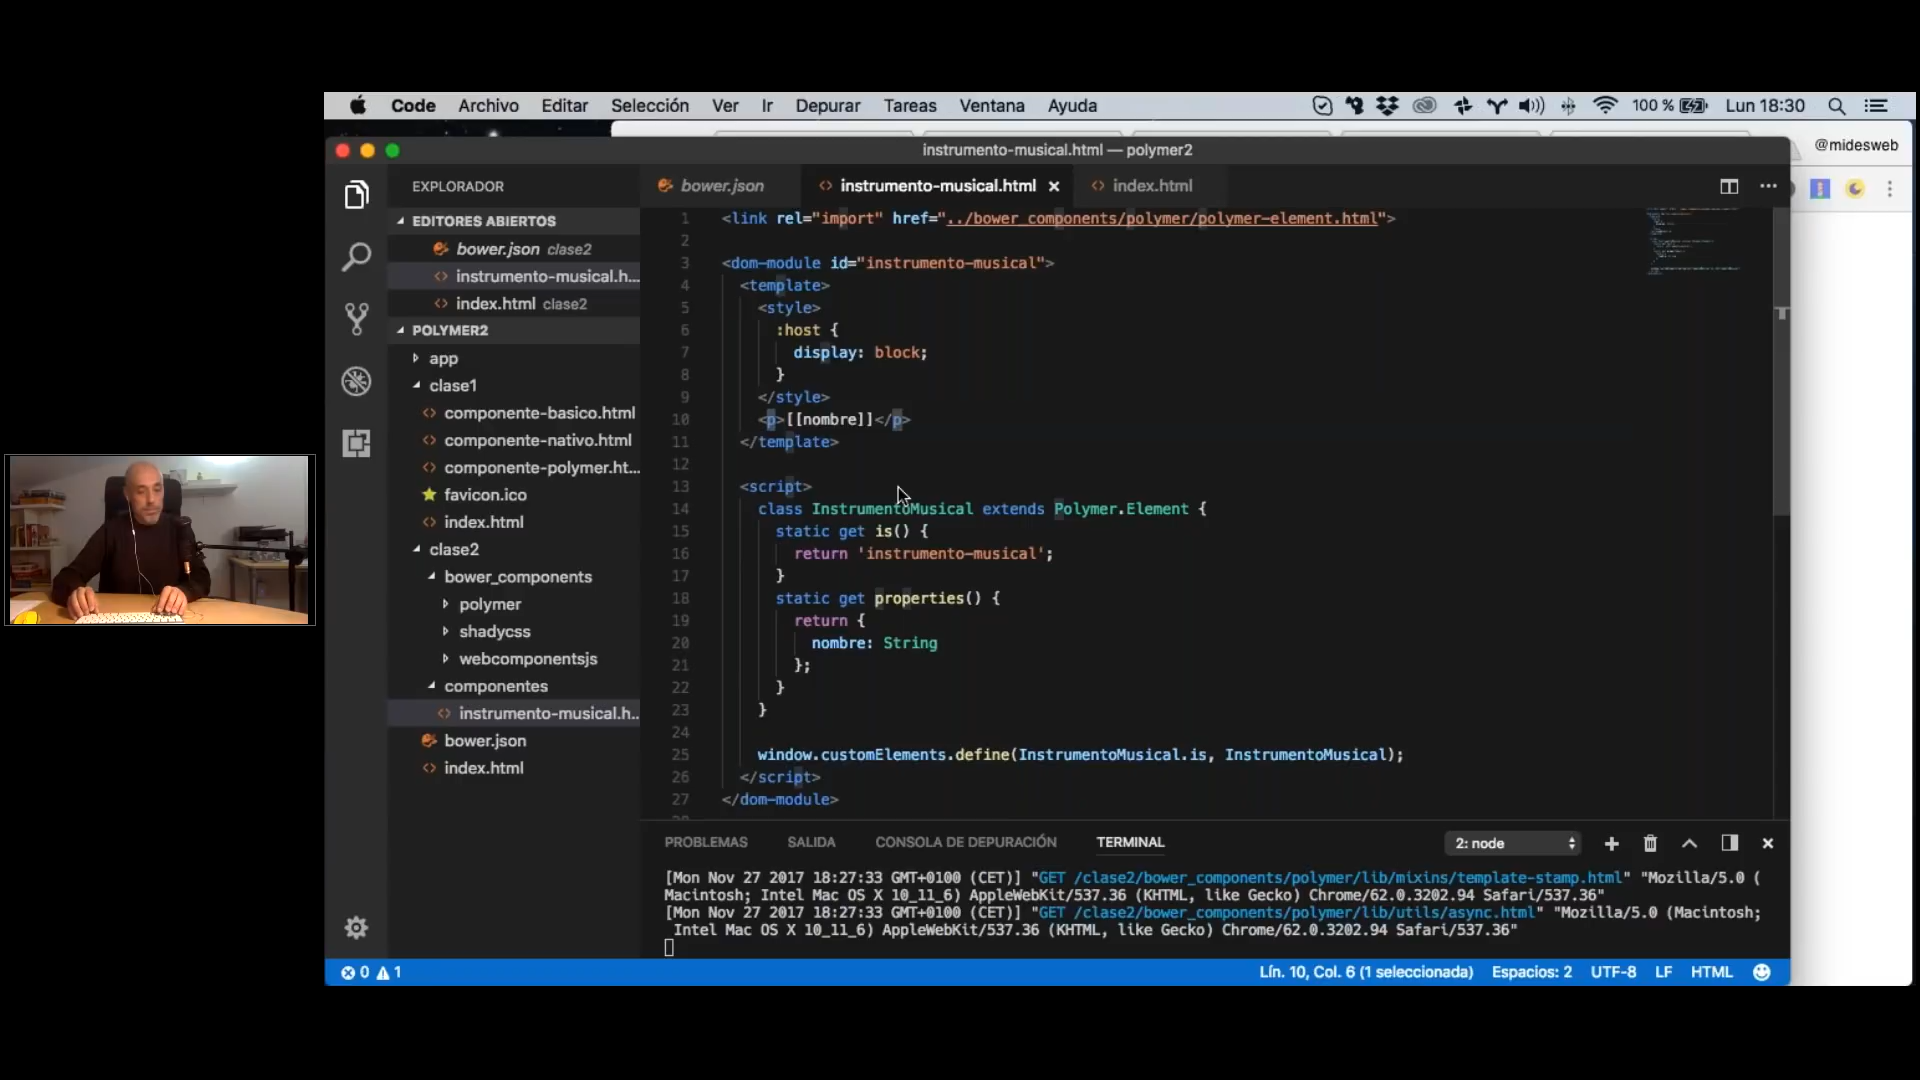 Code Archivo Editar Selección Ver Ir Depurar Tareas Ventana Ayuda 100 % Lun 18:30
@midesweb
instrumento-musical.html — polymer2
EXPLORADOR
EDITORES ABIERTOS
bower.json clase2
instrumento-musical.h...
index.html clase2
POLYMER2
app
clase1
componente-basico.html
componente-nativo.html
componente-polymer.ht...
favicon.ico
index.html
clase2
bower_components
polymer
shadycss
webcomponentsjs
componentes
instrumento-musical.h...
bower.json
index.html
bower.json instrumento-musical.html index.html
1 <link rel="import" href="../bower_components/polymer/polymer-element.html">
2
3 <dom-module id="instrumento-musical">
4 <template>
5 <style>
6 :host {
7 display: block;
8 }
9 </style>
10 <p>[[nombre]]</p>
11 </template>
12
13 <script>
14 class InstrumentoMusical extends Polymer.Element {
15 static get is() {
16 return 'instrumento-musical';
17 }
18 static get properties() {
19 return {
20 nombre: String
21 };
22 }
23 }
24
25 window.customElements.define(InstrumentoMusical.is, InstrumentoMusical);
26 </script>
27 </dom-module>
PROBLEMAS SALIDA CONSOLA DE DEPURACIÓN TERMINAL 2: node
[Mon Nov 27 2017 18:27:33 GMT+0100 (CET)] "GET /clase2/bower_components/polymer/lib/mixins/template-stamp.html" "Mozilla/5.0 (
Macintosh; Intel Mac OS X 10_11_6) AppleWebKit/537.36 (KHTML, like Gecko) Chrome/62.0.3202.94 Safari/537.36"
[Mon Nov 27 2017 18:27:33 GMT+0100 (CET)] "GET /clase2/bower_components/polymer/lib/utils/async.html" "Mozilla/5.0 (Macintosh;
Intel Mac OS X 10_11_6) AppleWebKit/537.36 (KHTML, like Gecko) Chrome/62.0.3202.94 Safari/537.36"
0 1 Lín. 10, Col. 6 (1 seleccionada) Espacios: 2 UTF-8 LF HTML